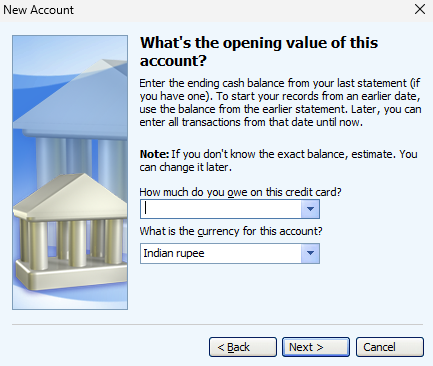 New Account
What's the opening value of this
account?
Enter the ending cash balance from your last statement (if
you have one). To start your records from an earlier date,
use the balance from the earlier statement. Later, you can
enter all transactions from that date until now.
Note: If you don't know the exact balance, estimate. You
can change it later.
How much do you owe on this credit card?
What is the currency for this account?
Indian rupee
< Back
Next >
Cancel